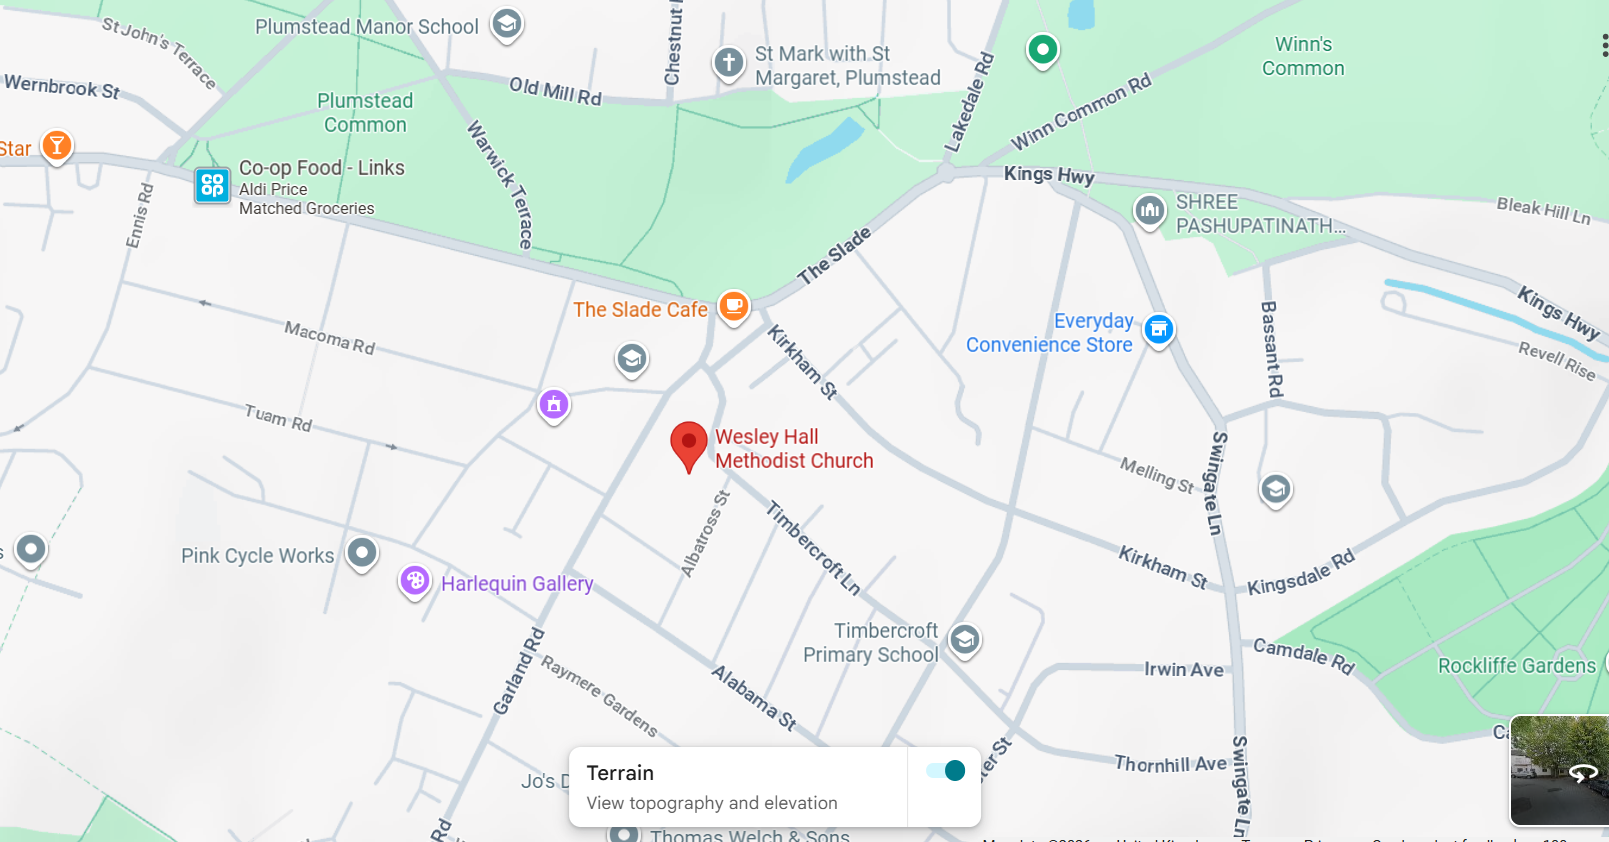 St John's Terrace
Plumstead Manor School
Chestnut
St Mark with St
Margaret, Plumstead
Lakedale Rd
Winn's
Common
Wernbrook St
Old Mill Rd
Plumstead
Common
Winn Common Rd
Star
Warwick Terrace
Co-op Food - Links
Aldi Price
Matched Groceries
Kings Hwy
SHREE
PASHUPATINATH...
Bleak Hill Ln
Ennis Rd
The Slade
The Slade Cafe
Kings Hwy
Everyday
Convenience Store
Bassant Rd
Macoma Rd
Kirkham St
Revell Rise
Tuam Rd
Wesley Hall
Methodist Church
Melling St
Swingate Ln
Albatross St
Timbercroft Ln
Pink Cycle Works
Harlequin Gallery
Kirkham St
Kingsdale Rd
Timbercroft
Primary School
Garland Rd
Camdale Rd
Irwin Ave
Rockliffe Gardens
Raymere Gardens
Alabama St
Thornhill Ave
Swingate Ln
Terrain
View topography and elevation
Jo's
Rd
Thomas Welch & Sons